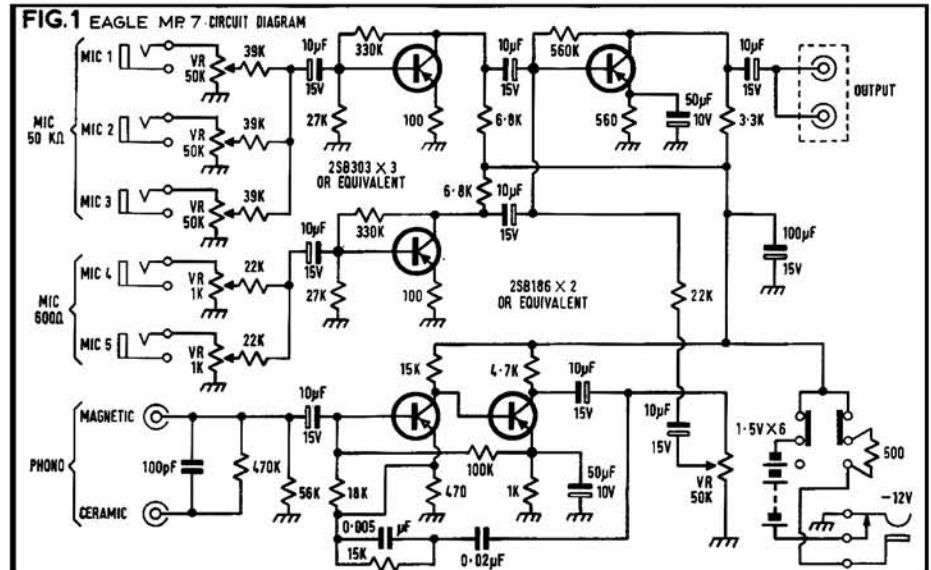 FIG.1 EAGLE MP. 7 CIRCUIT DIAGRAM
MIC 1
VR
50K
39K
10µF
15V
330K
27K
100
10µF
15V
6·8K
560K
560
50µF
10V
10µF
15V
3·3K
OUTPUT
MIC
50 KΩ
MIC 2
VR
50K
39K
MIC 3
VR
50K
39K
2SB303 X 3
OR EQUIVALENT
6.8K
10µF
15V
330K
10µF
15V
27K
100
100µF
15V
MIC
600Ω
MIC 4
VR
1K
22K
MIC 5
VR
1K
22K
2SB186 X 2
OR EQUIVALENT
22K
15K
4·7K
10µF
15V
10µF
15V
VR
50K
1·5V X 6
500
−12V
PHONO
MAGNETIC
CERAMIC
100pF
470K
56K
10µF
15V
18K
100K
470
1K
50µF
10V
0·005 µF
15K
0·02µF